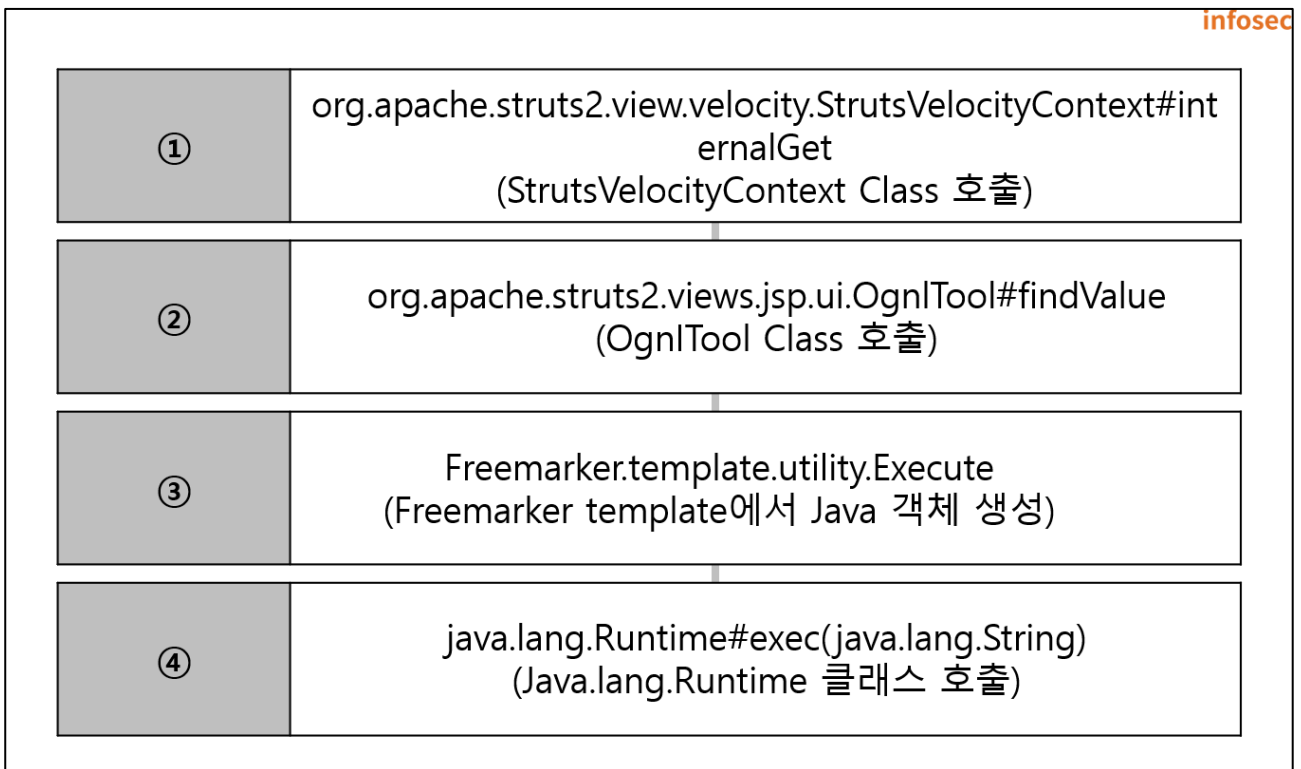 infosec
①
org.apache.struts2.view.velocity.StrutsVelocityContext#int
ernalGet
(StrutsVelocityContext Class 호출)
②
org.apache.struts2.views.jsp.ui.OgnlTool#findValue
(OgnlTool Class 호출)
③
Freemarker.template.utility.Execute
(Freemarker template에서 Java 객체 생성)
④
java.lang.Runtime#exec(java.lang.String)
(Java.lang.Runtime 클래스 호출)